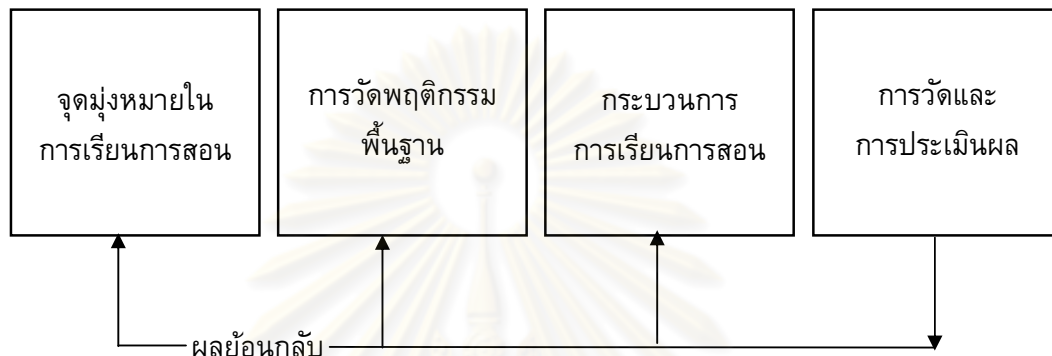 จุดมุ่งหมายใน
การเรียนการสอน
การวัดพฤติกรรม
พื้นฐาน
กระบวนการ
การเรียนการสอน
การวัดและ
การประเมินผล
ผลย้อนกลับ